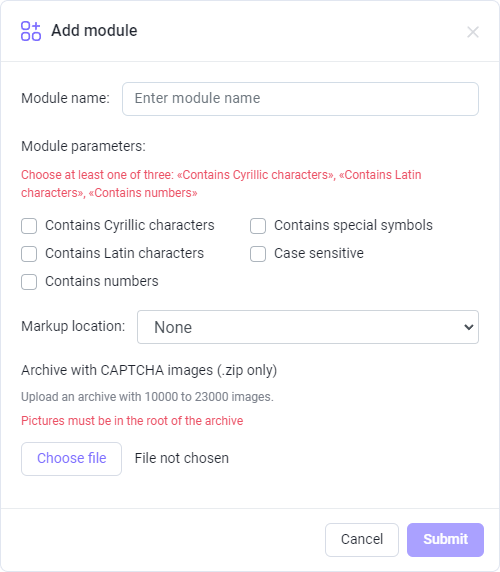 Add module
Module name: Enter module name
Module parameters:
Choose at least one of three: «Contains Cyrillic characters», «Contains Latin
characters», «Contains numbers»
Contains Cyrillic characters Contains special symbols
Contains Latin characters Case sensitive
Contains numbers
Markup location: None
Archive with CAPTCHA images (.zip only)
Upload an archive with 10000 to 23000 images.
Pictures must be in the root of the archive
Choose file File not chosen
Cancel Submit